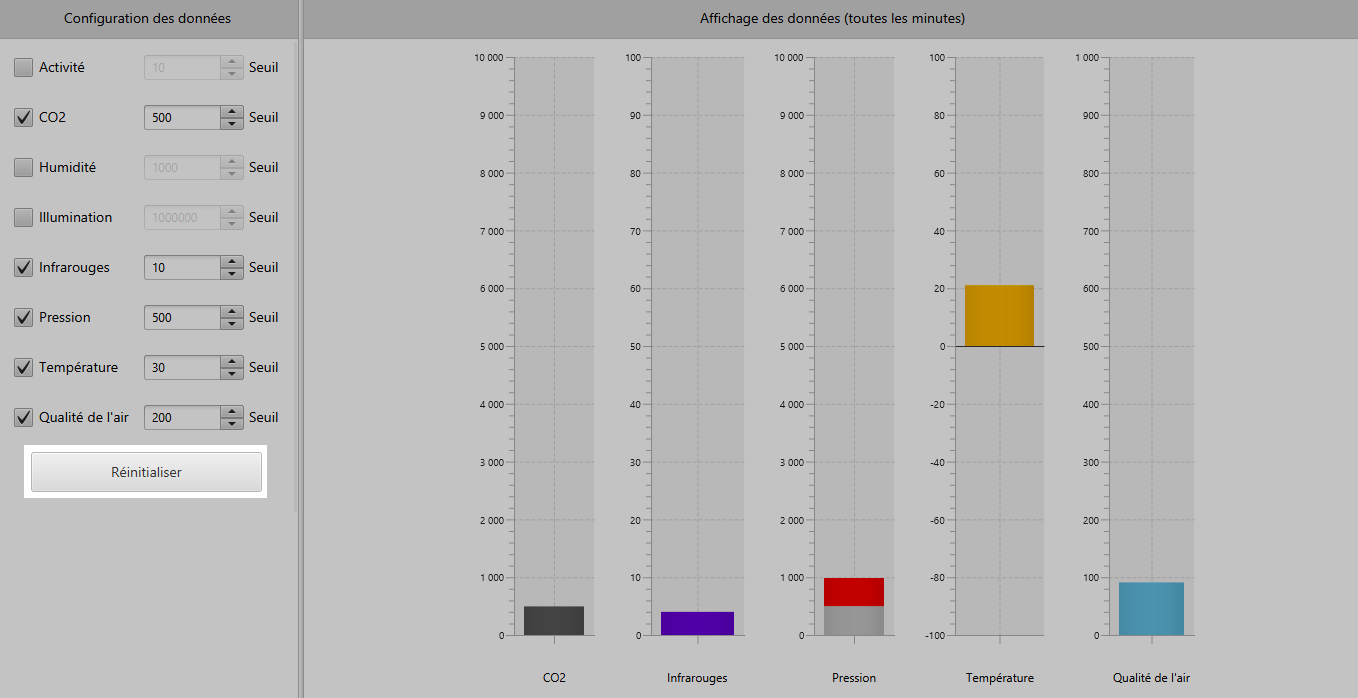 Configuration des données
Affichage des données (toutes les minutes)
Activité 10 Seuil
CO2 500 Seuil
Humidité 1000 Seuil
Illumination 1000000 Seuil
Infrarouges 10 Seuil
Pression 500 Seuil
Température 30 Seuil
Qualité de l'air 200 Seuil
Réinitialiser
10 000 100 10 000 100 1 000
9 000 90 9 000 80 900
8 000 80 8 000 60 800
7 000 70 7 000 40 700
6 000 60 6 000 20 600
5 000 50 5 000 0 500
4 000 40 4 000 -20 400
3 000 30 3 000 -40 300
2 000 20 2 000 -60 200
1 000 10 1 000 -80 100
0 0 0 -100 0
CO2 Infrarouges Pression Température Qualité de l'air